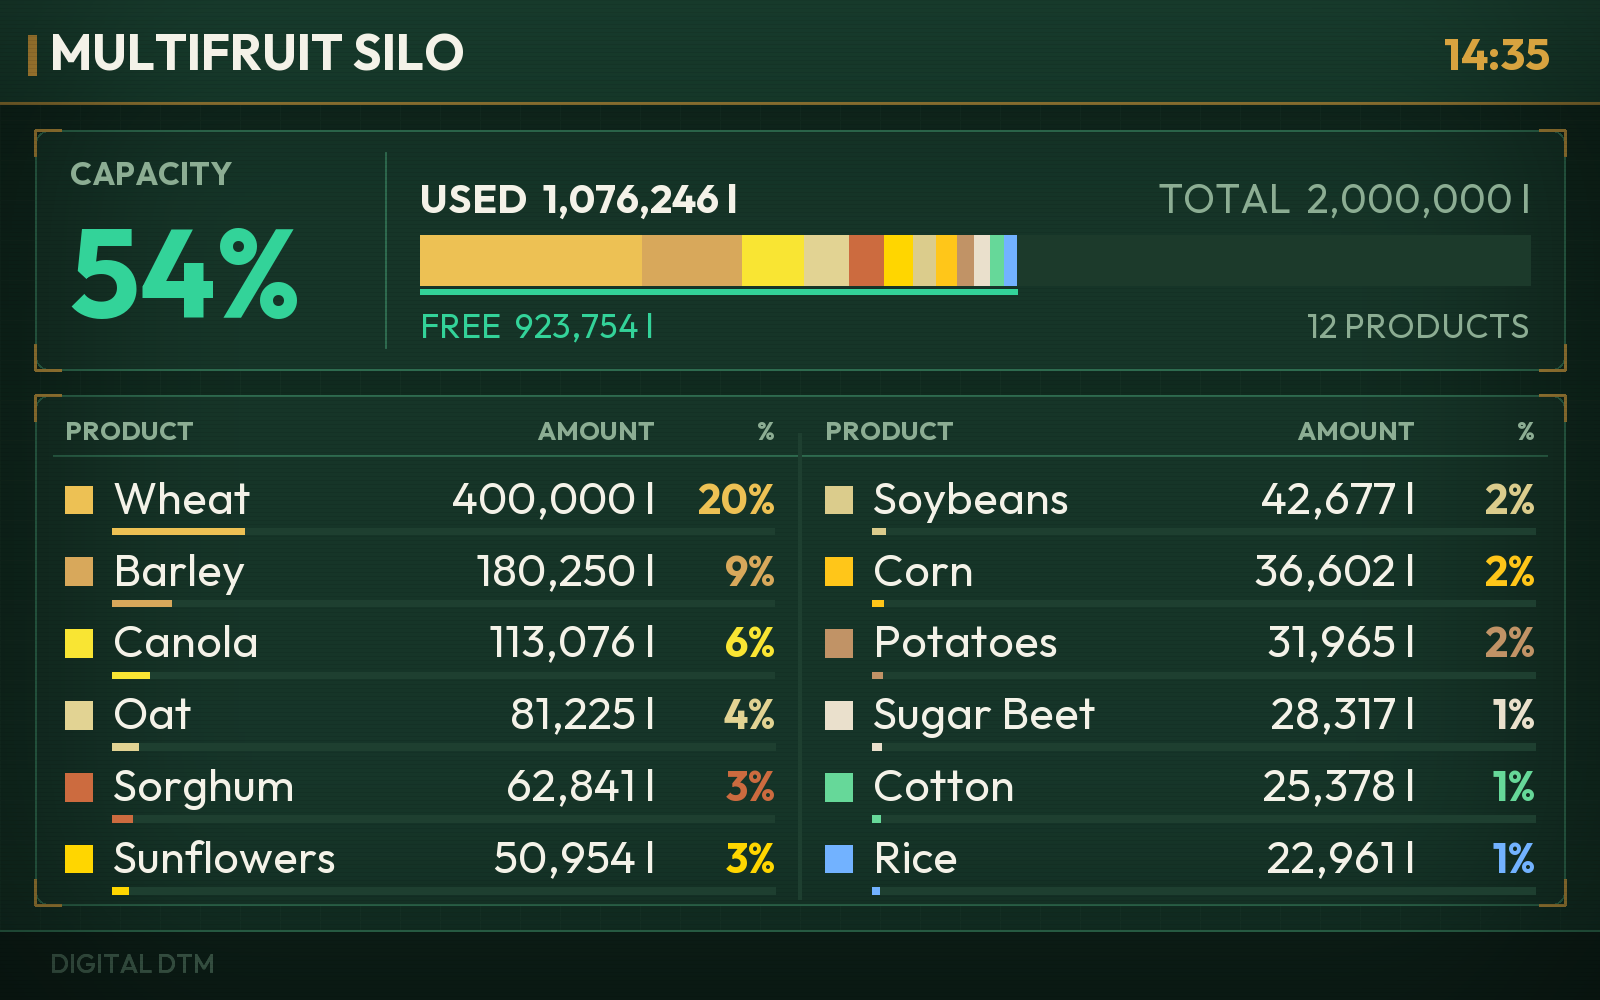 MULTIFRUIT SILO
14:35
CAPACITY
54%
USED 1,076,246 l
TOTAL 2,000,000 l
FREE 923,754 l
12 PRODUCTS
PRODUCT AMOUNT % PRODUCT AMOUNT %
Wheat 400,000 l 20% Soybeans 42,677 l 2%
Barley 180,250 l 9% Corn 36,602 l 2%
Canola 113,076 l 6% Potatoes 31,965 l 2%
Oat 81,225 l 4% Sugar Beet 28,317 l 1%
Sorghum 62,841 l 3% Cotton 25,378 l 1%
Sunflowers 50,954 l 3% Rice 22,961 l 1%
DIGITAL DTM